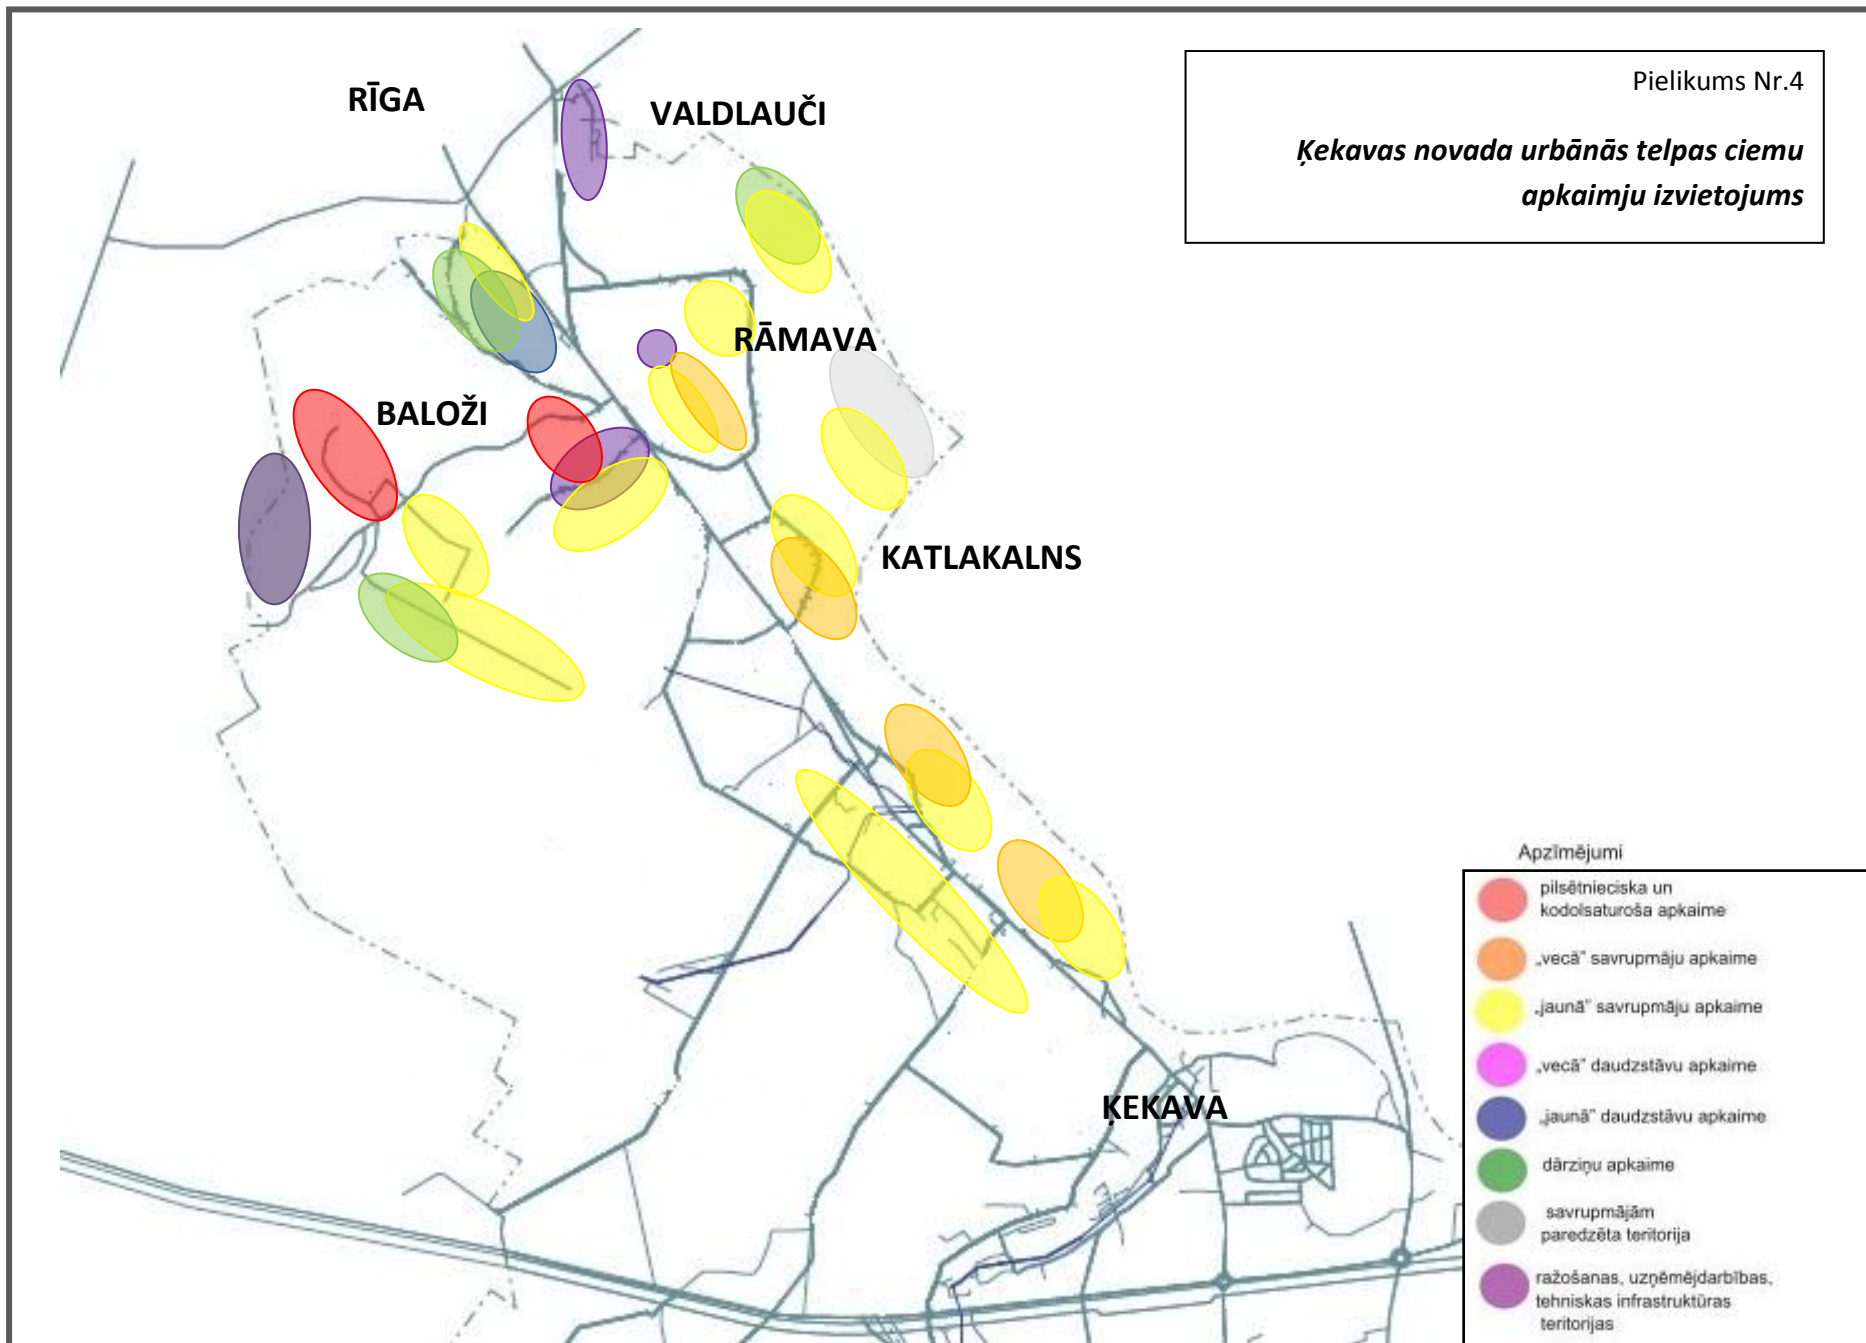 Pielikums Nr.4
Ķekavas novada urbānās telpas ciemu
apkaimju izvietojums
RĪGA
VALDLAUČI
RĀMAVA
BALOŽI
KATLAKALNS
ĶEKAVA
Apzīmējumi
pilsētnieciska un
kodolsaturoša apkaime
„vecā” savrupmāju apkaime
„jaunā” savrupmāju apkaime
„vecā” daudzstāvu apkaime
„jaunā” daudzstāvu apkaime
dārziņu apkaime
savrupmājām
paredzēta teritorija
ražošanas, uzņēmējdarbības,
tehniskas infrastruktūras
teritorijas